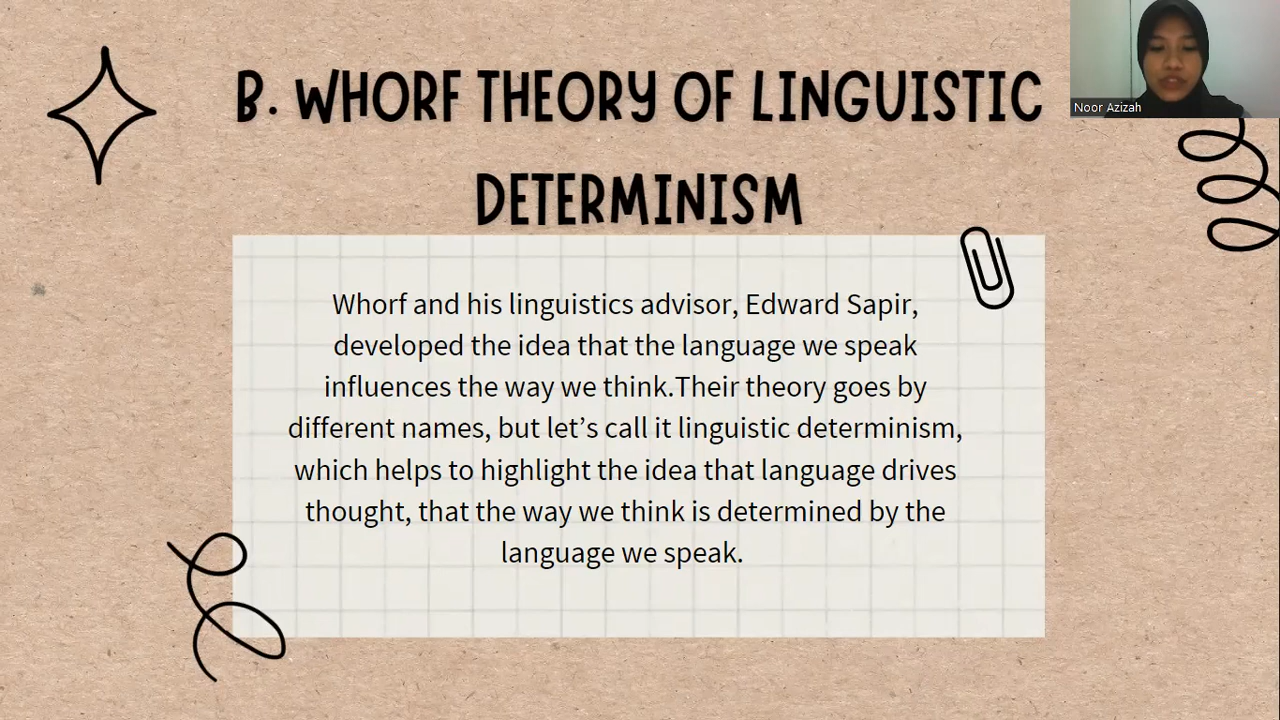 B. WHORF THEORY OF LINGUISTIC
DETERMINISM
Noor Azizah
Whorf and his linguistics advisor, Edward Sapir,
developed the idea that the language we speak
influences the way we think.Their theory goes by
different names, but let’s call it linguistic determinism,
which helps to highlight the idea that language drives
thought, that the way we think is determined by the
language we speak.